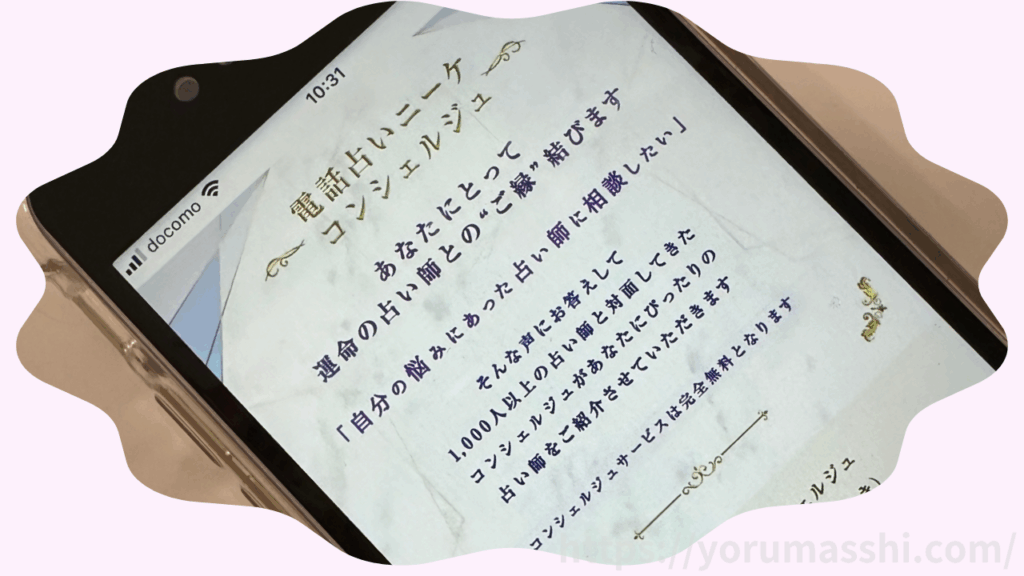 docomo
10:31
電話占いニーケ
コンシェルジュ
あなたにとって
運命の占い師との“ご縁”結びます
「自分の悩みにあった占い師に相談したい」
そんな声にお答えして
1,000人以上の占い師と対面してきた
コンシェルジュがあなたにぴったりの
占い師をご紹介させていただきます
コンシェルジュサービスは完全無料となります
ェルジュ
き）
https://yorumasshi.com/